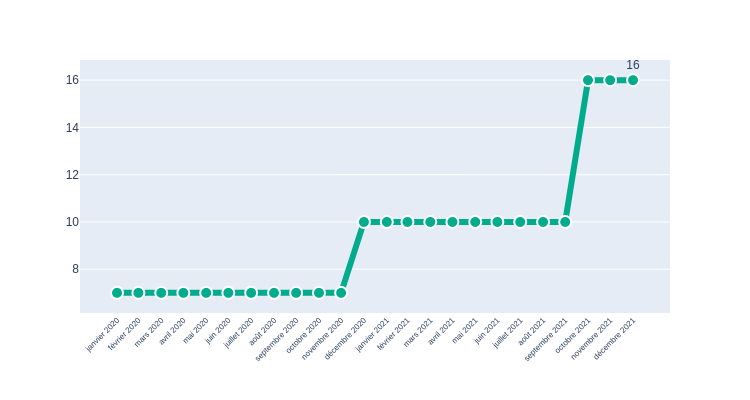 16
16
14
12
10
8
janvier 2020
février 2020
mars 2020
avril 2020
mai 2020
juin 2020
juillet 2020
août 2020
septembre 2020
octobre 2020
novembre 2020
décembre 2020
janvier 2021
février 2021
mars 2021
avril 2021
mai 2021
juin 2021
juillet 2021
août 2021
septembre 2021
octobre 2021
novembre 2021
décembre 2021